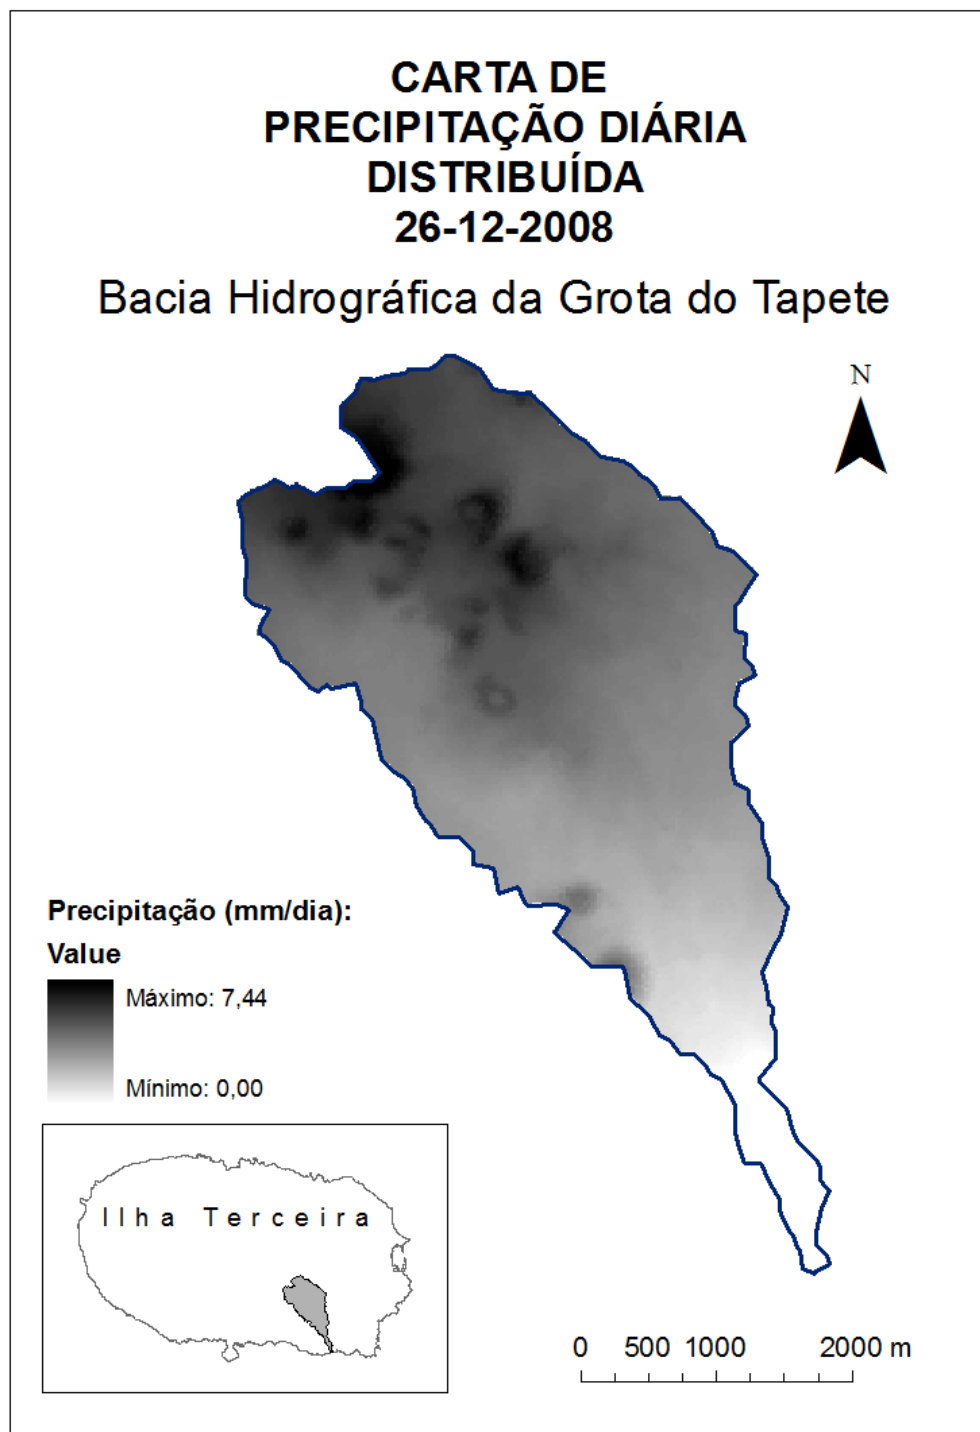 CARTA DE
PRECIPITAÇÃO DIÁRIA
DISTRIBUÍDA
26-12-2008
Bacia Hidrográfica da Grota do Tapete
N
Precipitação (mm/dia):
Value
Máximo: 7,44
Mínimo: 0,00
Ilha Terceira
0 500 1000 2000 m